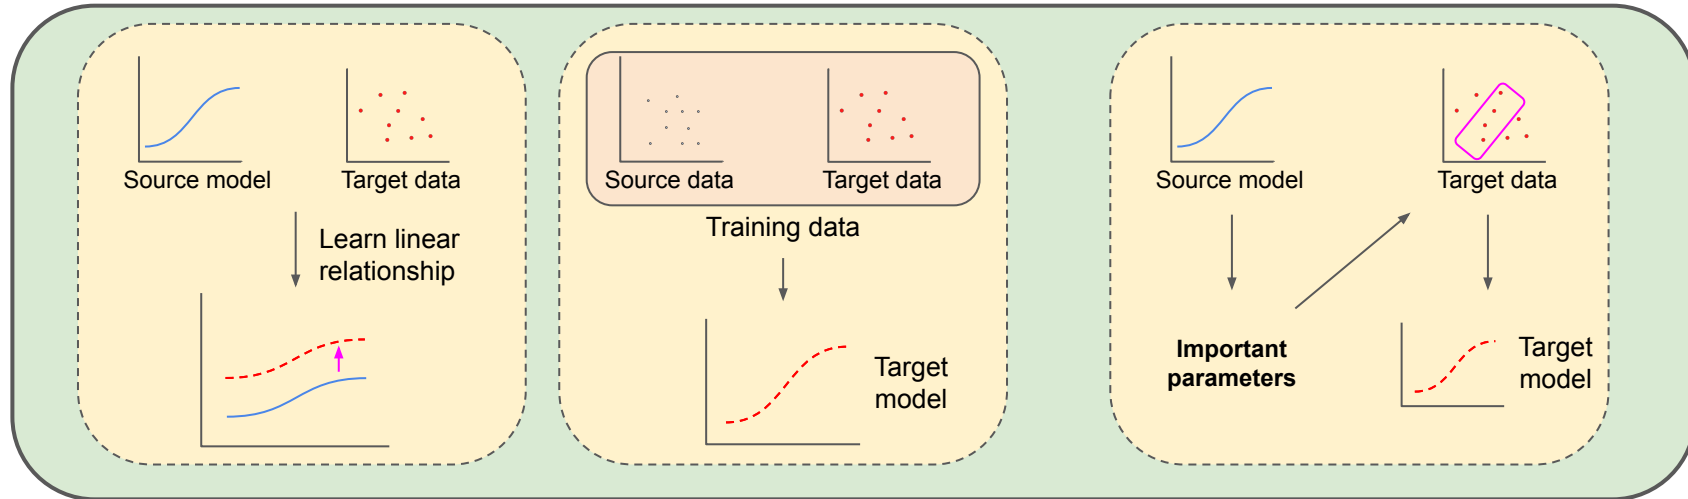 Source model
Target data
Learn linear
relationship
Source data
Target data
Training data
Target
model
Source model
Target data
Important
parameters
Target
model